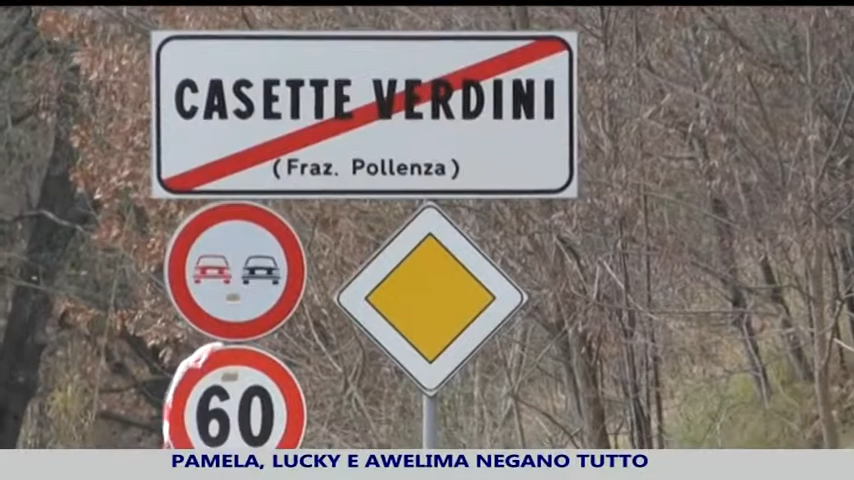 CASETTE VERDINI
(Fraz. Pollenza)
60
PAMELA, LUCKY E AWELIMA NEGANO TUTTO